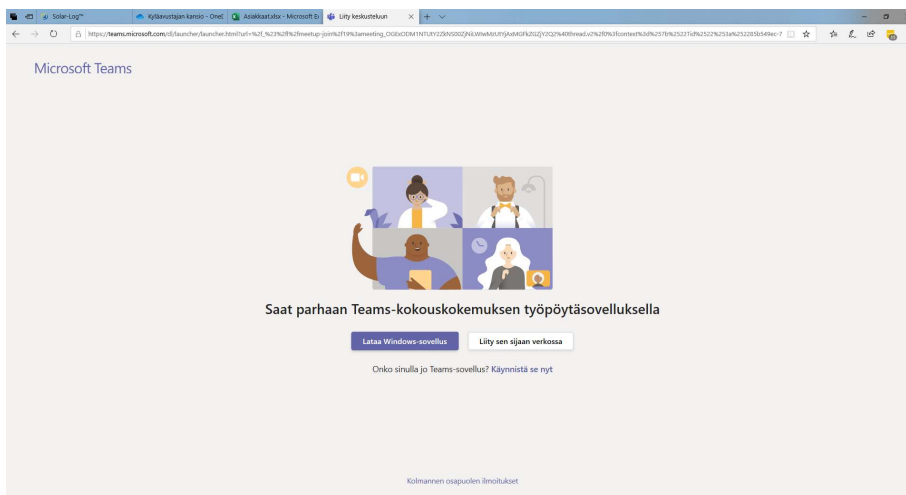 Solar-Log™
Kyläavustajan kansio - OneD
Asiakkaat.xlsx - Microsoft E
Liity keskusteluun
Microsoft Teams
Saat parhaan Teams-kokouskokemuksen työpöytäsovelluksella
Lataa Windows-sovellus
Liity sen sijaan verkossa
Onko sinulla jo Teams-sovellus? Käynnistä se nyt
Kolmannen osapuolen ilmoitukset